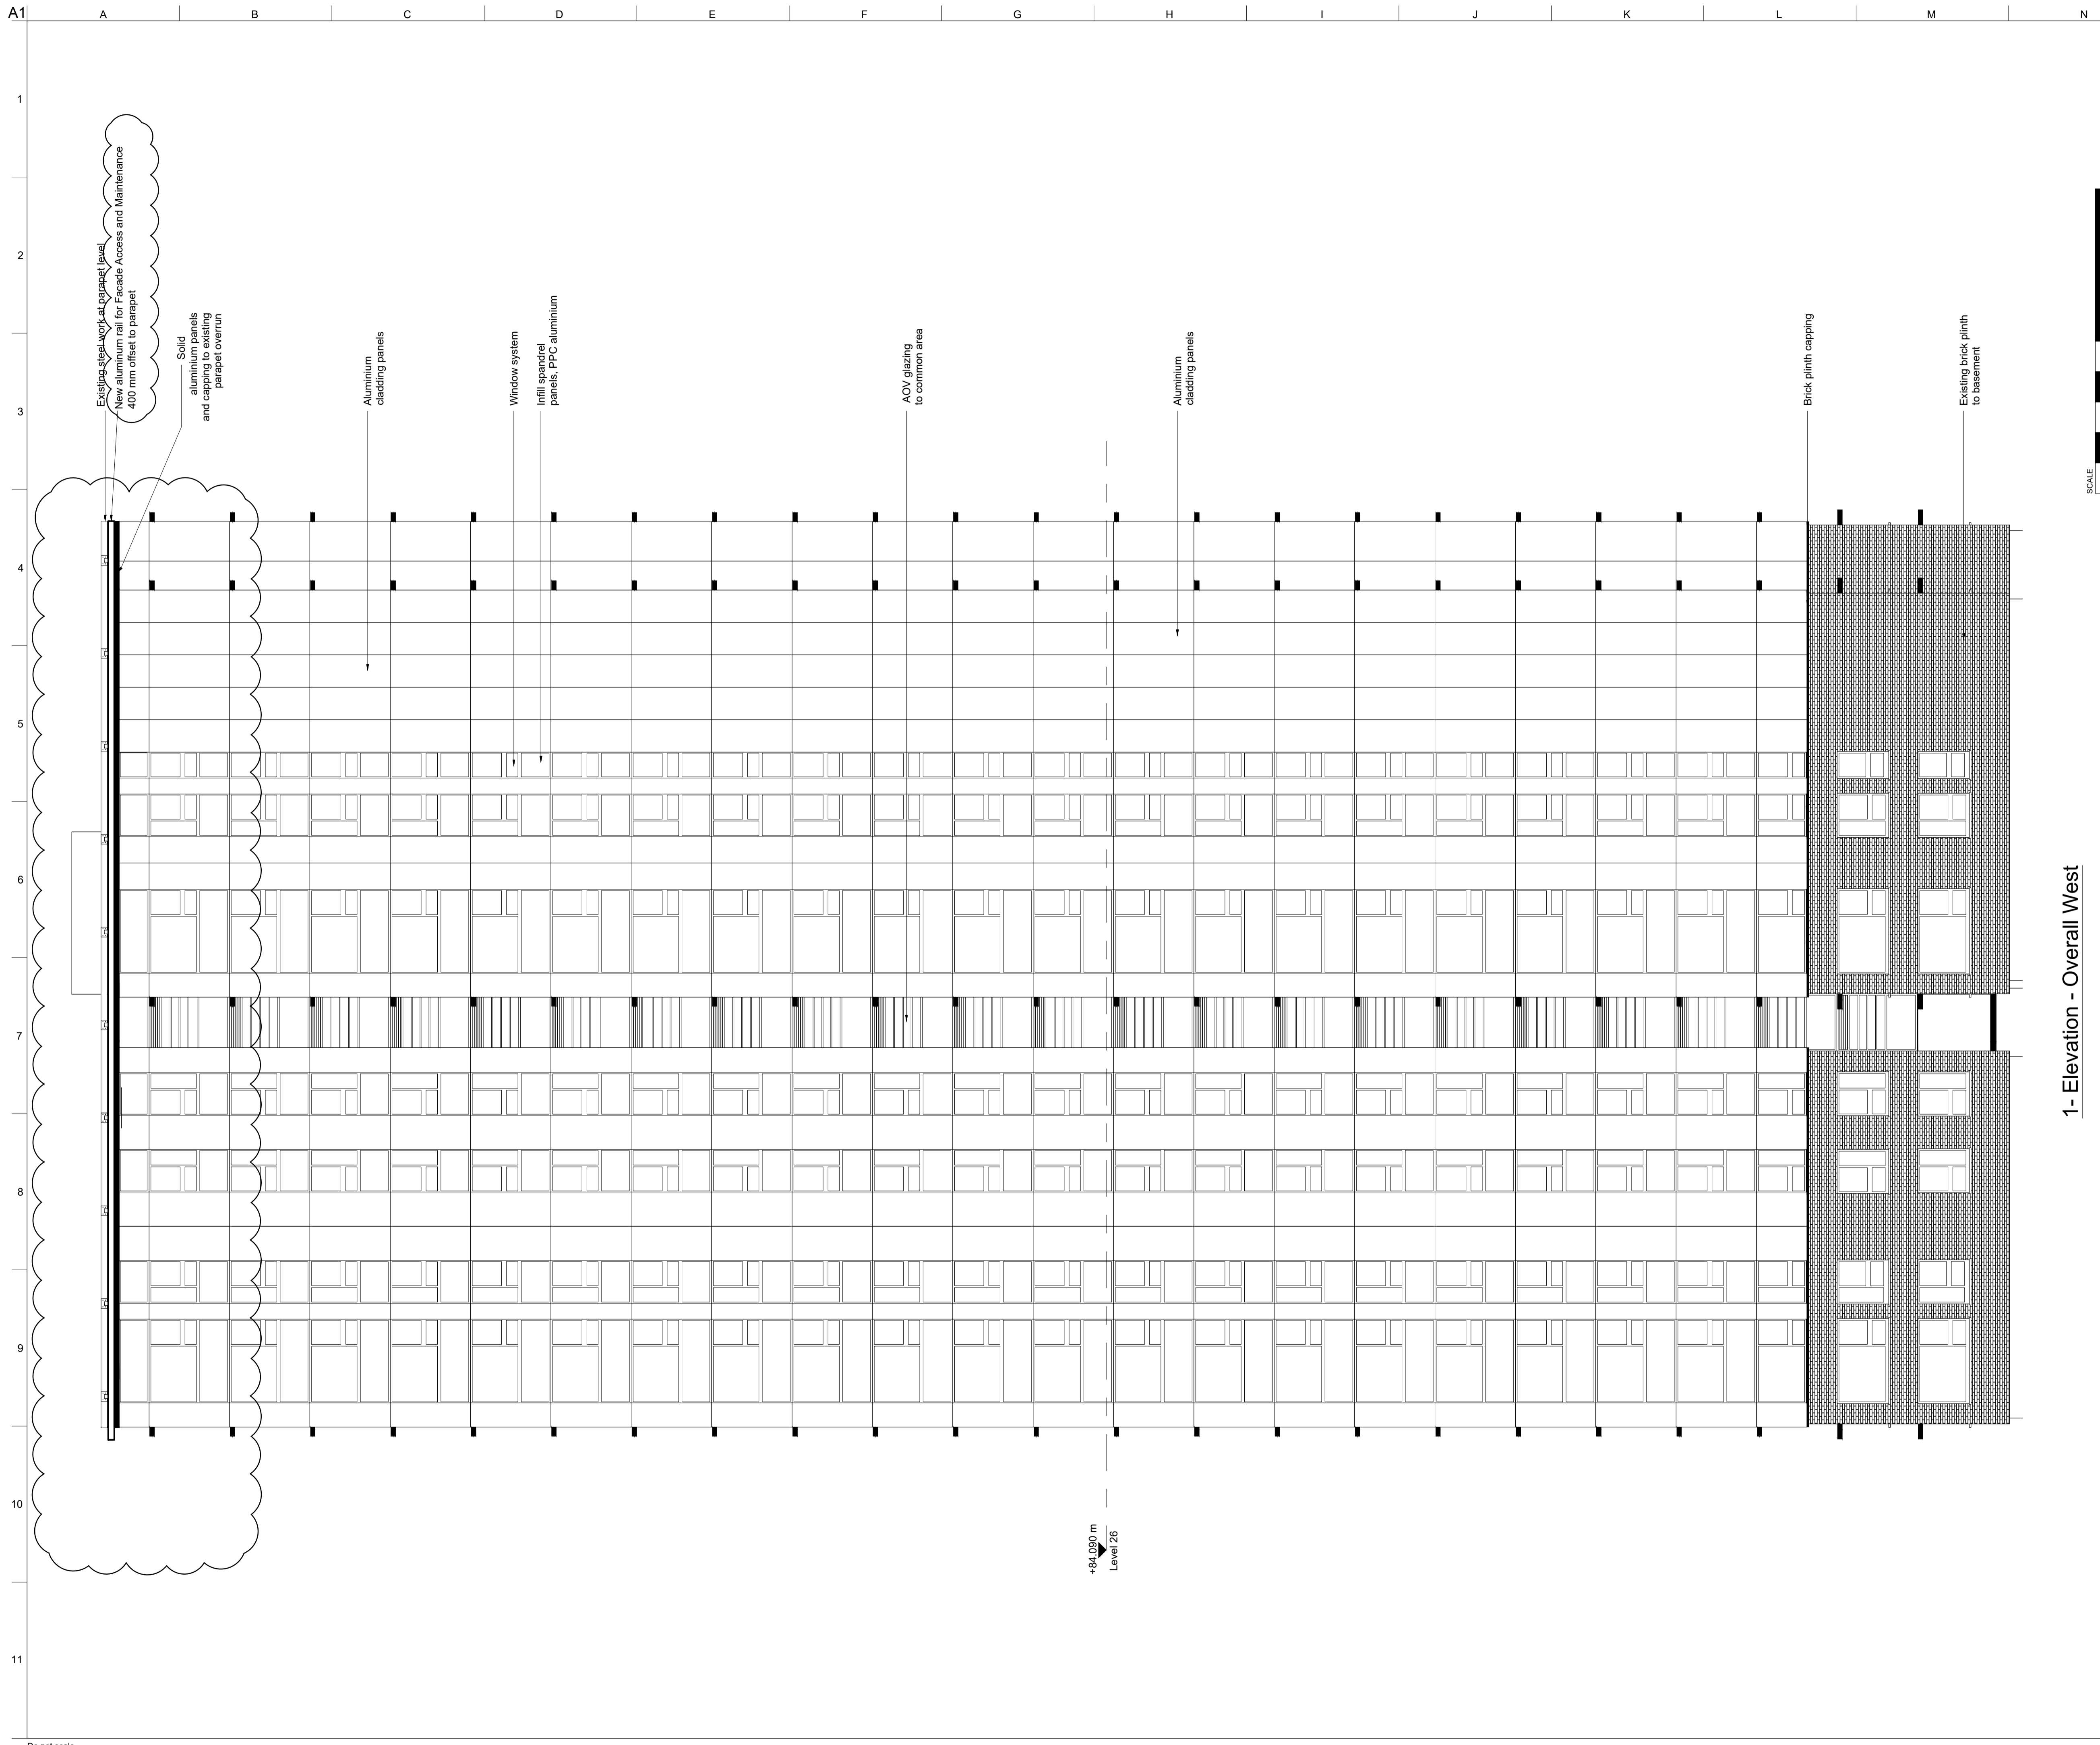 A1
A
B
C
D
E
F
G
H
I
J
K
L
M
N
1
2
3
4
5
6
7
8
9
10
11
Existing steel work at parapet level
New aluminum rail for Facade Access and Maintenance
400 mm offset to parapet
Solid
aluminium panels
and capping to existing
parapet overrun
Aluminium
cladding panels
Window system
Infill spandrel
panels, PPC aluminium
AOV glazing
to common area
Aluminium
cladding panels
Brick plinth capping
Existing brick plinth
to basement
SCALE
+84.090 m
Level 26
1- Elevation - Overall West
Do not scale